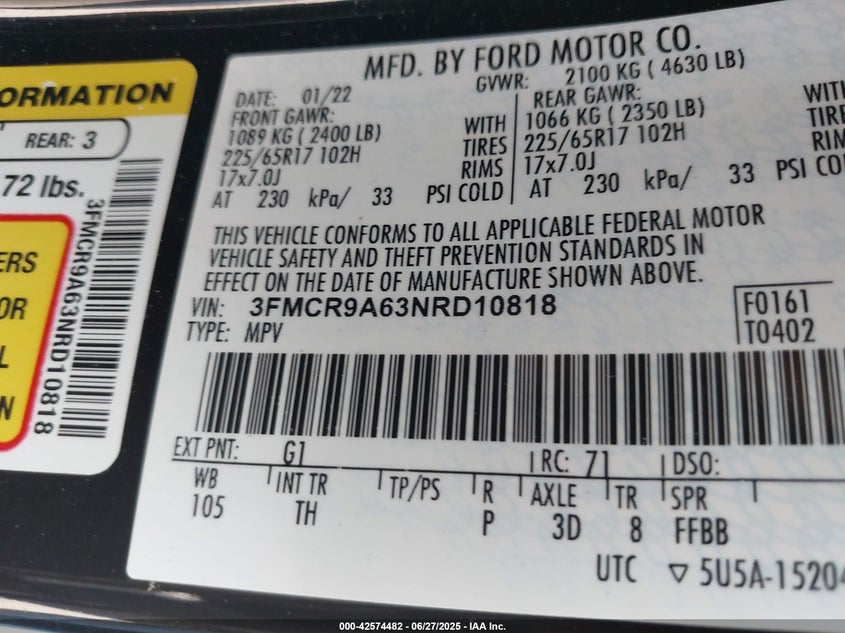 ORMATION
REAR: 3
72 lbs.
3FMCR9A63NRD10818
ERS
OR
L
N
MFD. BY FORD MOTOR CO.
DATE: 01/22
GVWR: 2100 KG ( 4630 LB)
FRONT GAWR:
1089 KG (2400 LB)
225/65R17 102H
17x7.0J
WITH
TIRES
RIMS
AT 230 kPa/ 33 PSI COLD
REAR GAWR:
1066 KG (2350 LB)
225/65R17 102H
17x7.0J
WITH
TIRE
RIM
AT 230 kPa/ 33 PSI CO
THIS VEHICLE CONFORMS TO ALL APPLICABLE FEDERAL MOTOR
VEHICLE SAFETY AND THEFT PREVENTION STANDARDS IN
EFFECT ON THE DATE OF MANUFACTURE SHOWN ABOVE.
VIN: 3FMCR9A63NRD10818
TYPE: MPV
F0161
T0402
EXT PNT: G1 RC: 71 DSO:
WB INT TR TP/PS R AXLE TR SPR
105 TH P 3D 8 FFBB
UTC ▽ 5U5A-15204
000-42574482 | 06/27/2025 - IAA Inc.